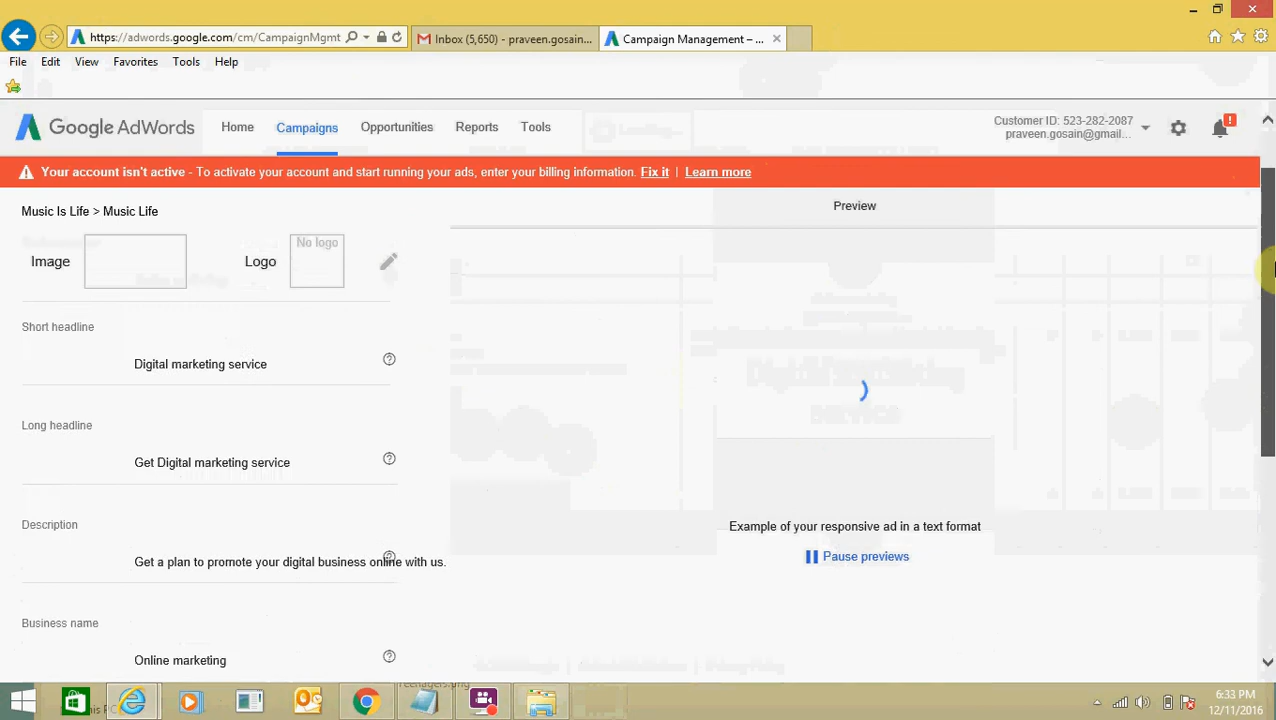 https://adwords.google.com/cm/CampaignMgmt
Inbox (5,650) - praveen.gosain...
Campaign Management – ...
File Edit View Favorites Tools Help
Google AdWords
Home Campaigns Opportunities Reports Tools
Customer ID: 523-282-2087
praveen.gosain@gmail...
!
Your account isn't active - To activate your account and start running your ads, enter your billing information. Fix it | Learn more
Music Is Life > Music Life
Preview
Image
Logo
No logo
Short headline
Digital marketing service
Long headline
Get Digital marketing service
Description
Get a plan to promote your digital business online with us.
Example of your responsive ad in a text format
Pause previews
Business name
Online marketing
6:33 PM
12/11/2016